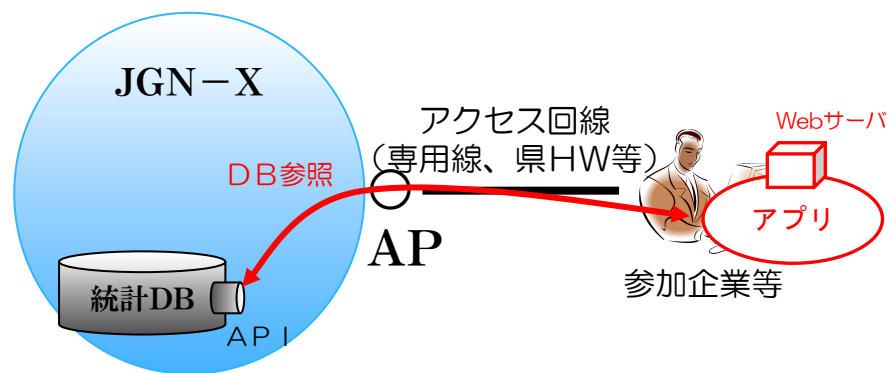 JGN－X
アクセス回線
（専用線、県ＨＷ等）
Webサーバ
ＤＢ参照
アプリ
AP
参加企業等
統計DB
ＡＰＩ